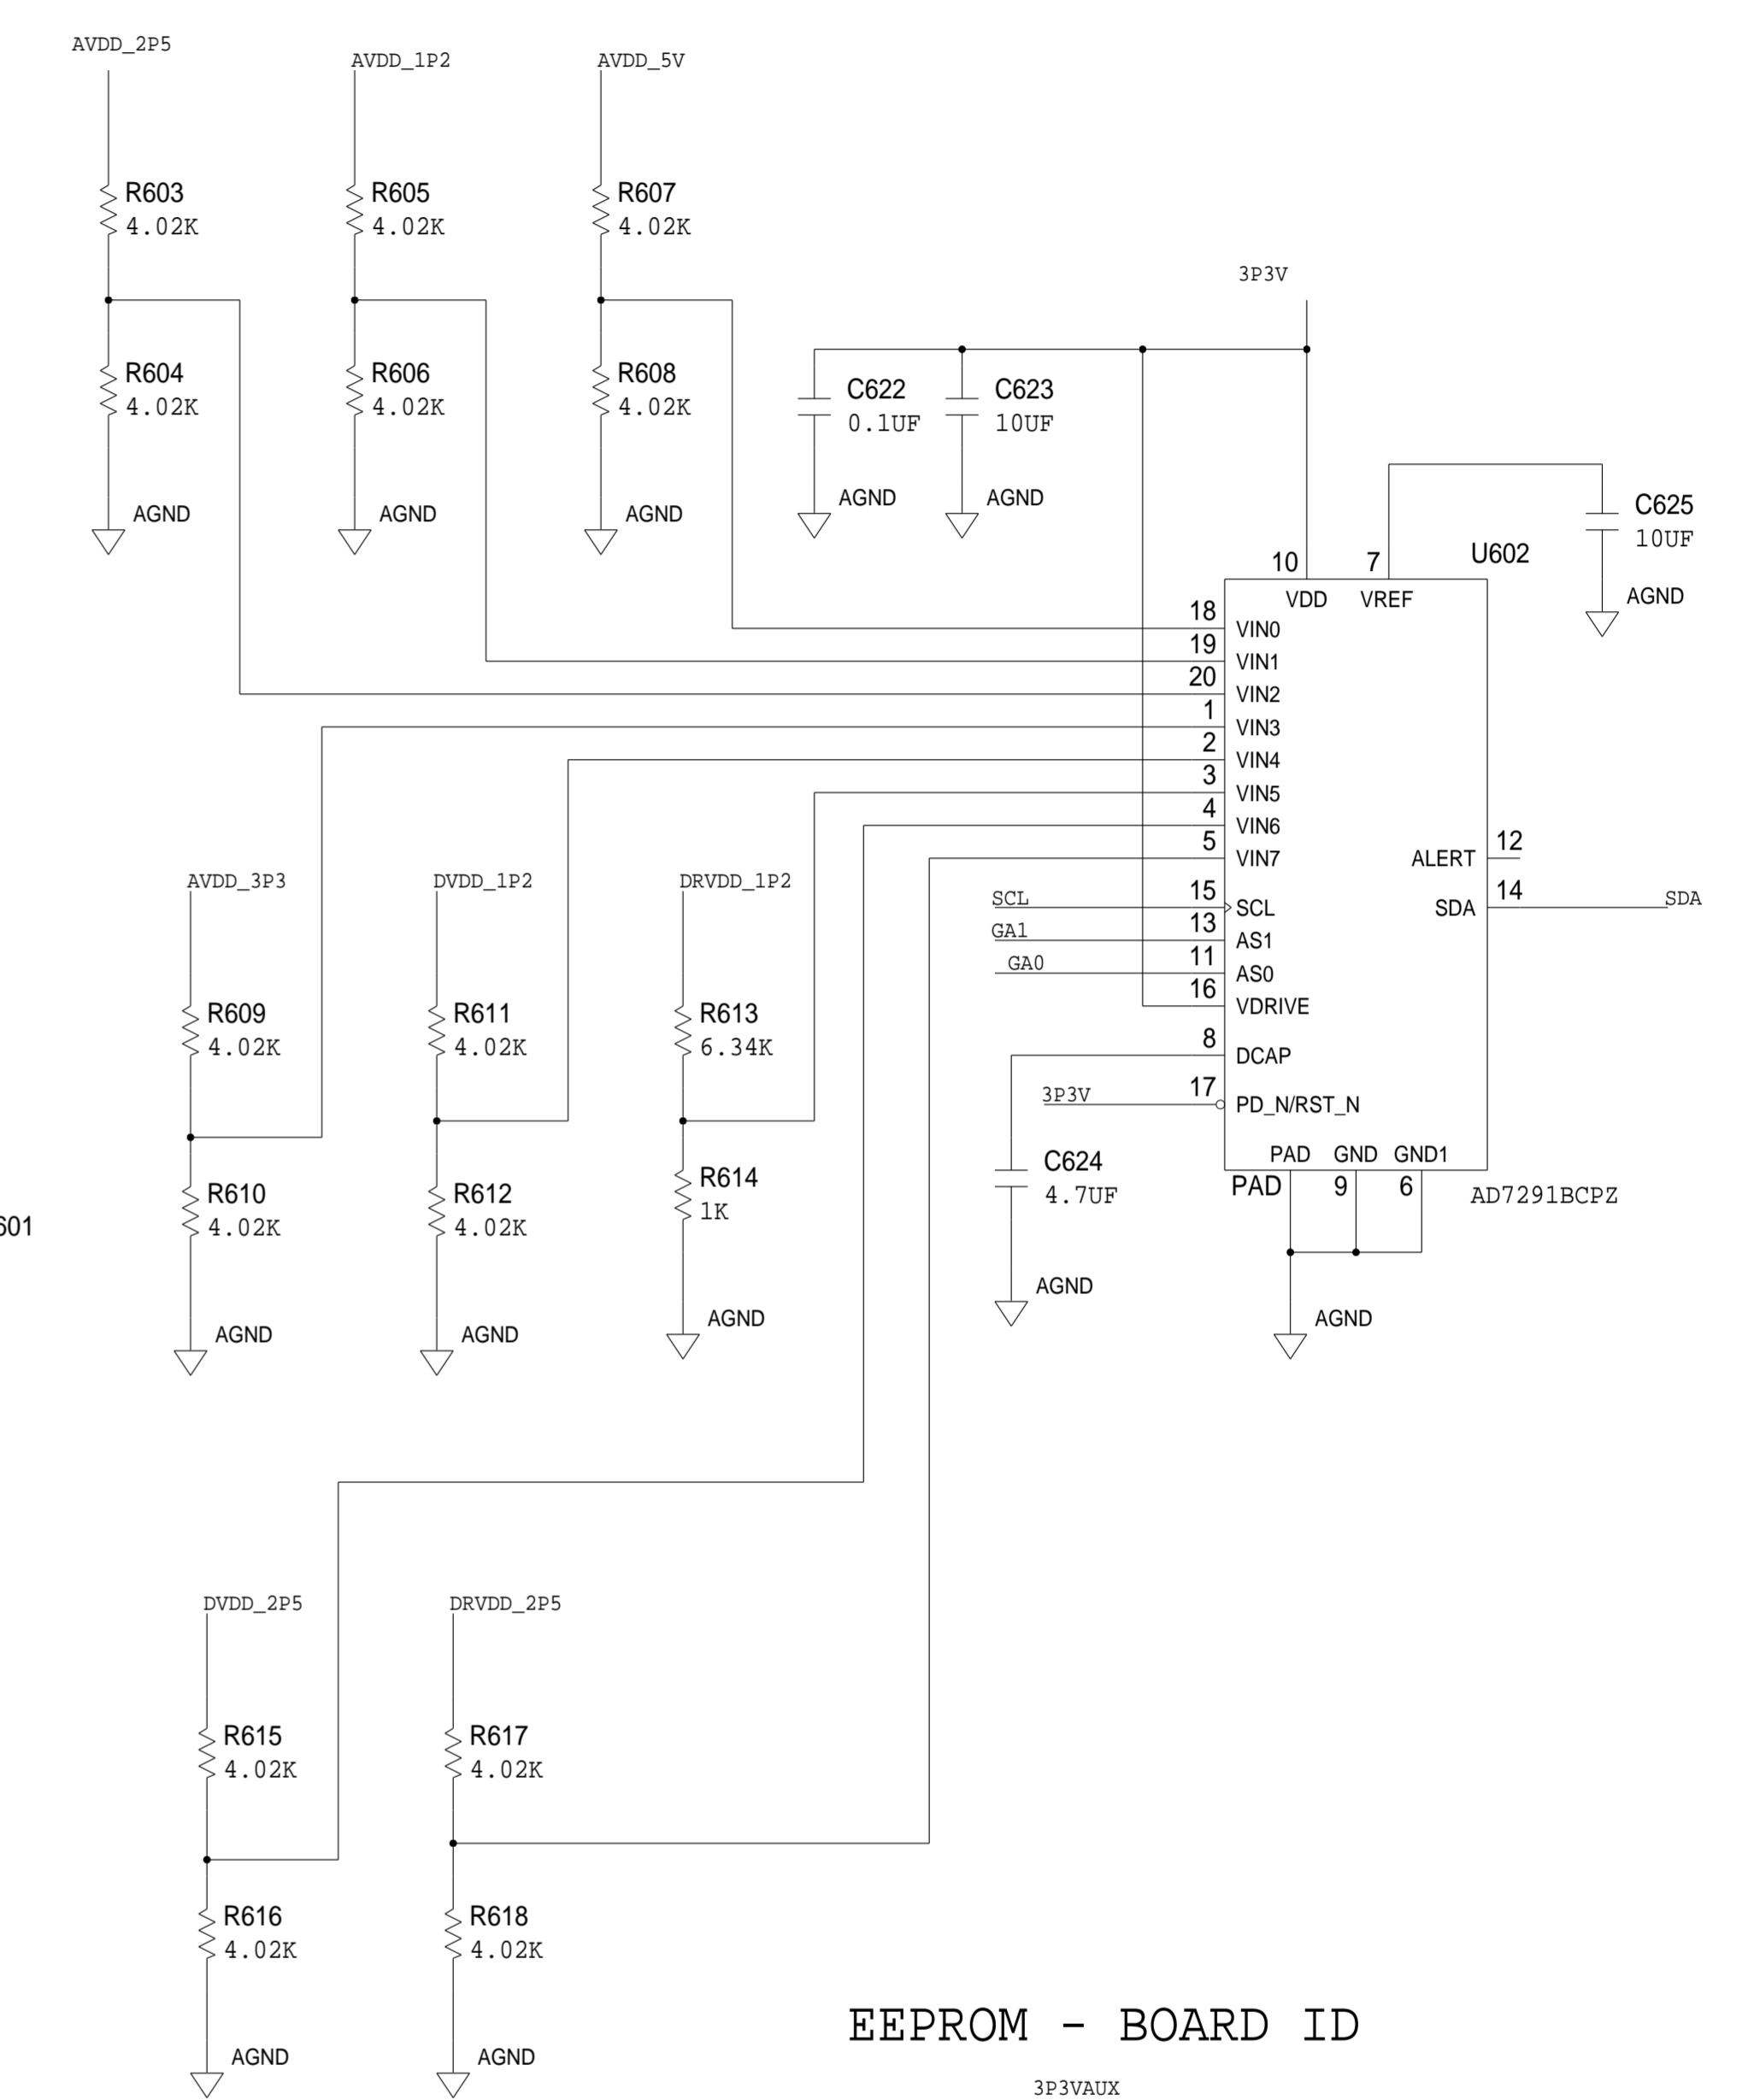 AVDD_2P5
AVDD_1P2
AVDD_5V
R603
4.02K
R605
4.02K
R607
4.02K
3P3V
R604
4.02K
R606
4.02K
R608
4.02K
C622
0.1UF
C623
10UF
AGND
AGND
AGND
AGND
AGND
C625
10UF
AGND
U602
10
7
VDD
VREF
18
VIN0
19
VIN1
20
VIN2
1
VIN3
2
VIN4
3
VIN5
4
VIN6
5
VIN7
ALERT
12
SCL
15
SCL
SDA
14
SDA
GA1
13
AS1
GA0
11
AS0
16
VDRIVE
8
DCAP
3P3V
17
PD_N/RST_N
PAD
GND
GND1
PAD
9
6
AD7291BCPZ
C624
4.7UF
AGND
AGND
AVDD_3P3
DVDD_1P2
DRVDD_1P2
R609
4.02K
R611
4.02K
R613
6.34K
R610
4.02K
R612
4.02K
R614
1K
601
AGND
AGND
AGND
DVDD_2P5
DRVDD_2P5
R615
4.02K
R617
4.02K
R616
4.02K
R618
4.02K
AGND
AGND
EEPROM - BOARD ID
3P3VAUX